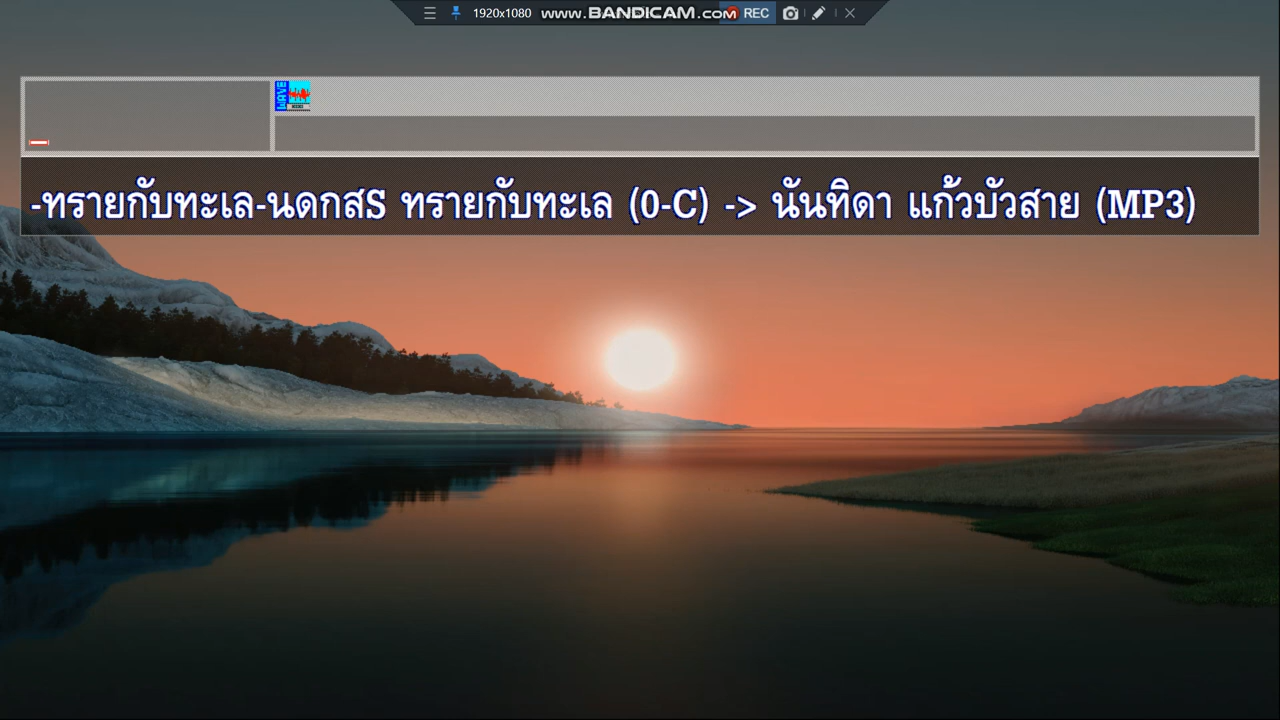 1920x1080 www.BANDICAM.com REC
WAVE
-ทรายกับทะเล-นดกสS ทรายกับทะเล (0-C) -> นันทิดา แก้วบัวสาย (MP3)